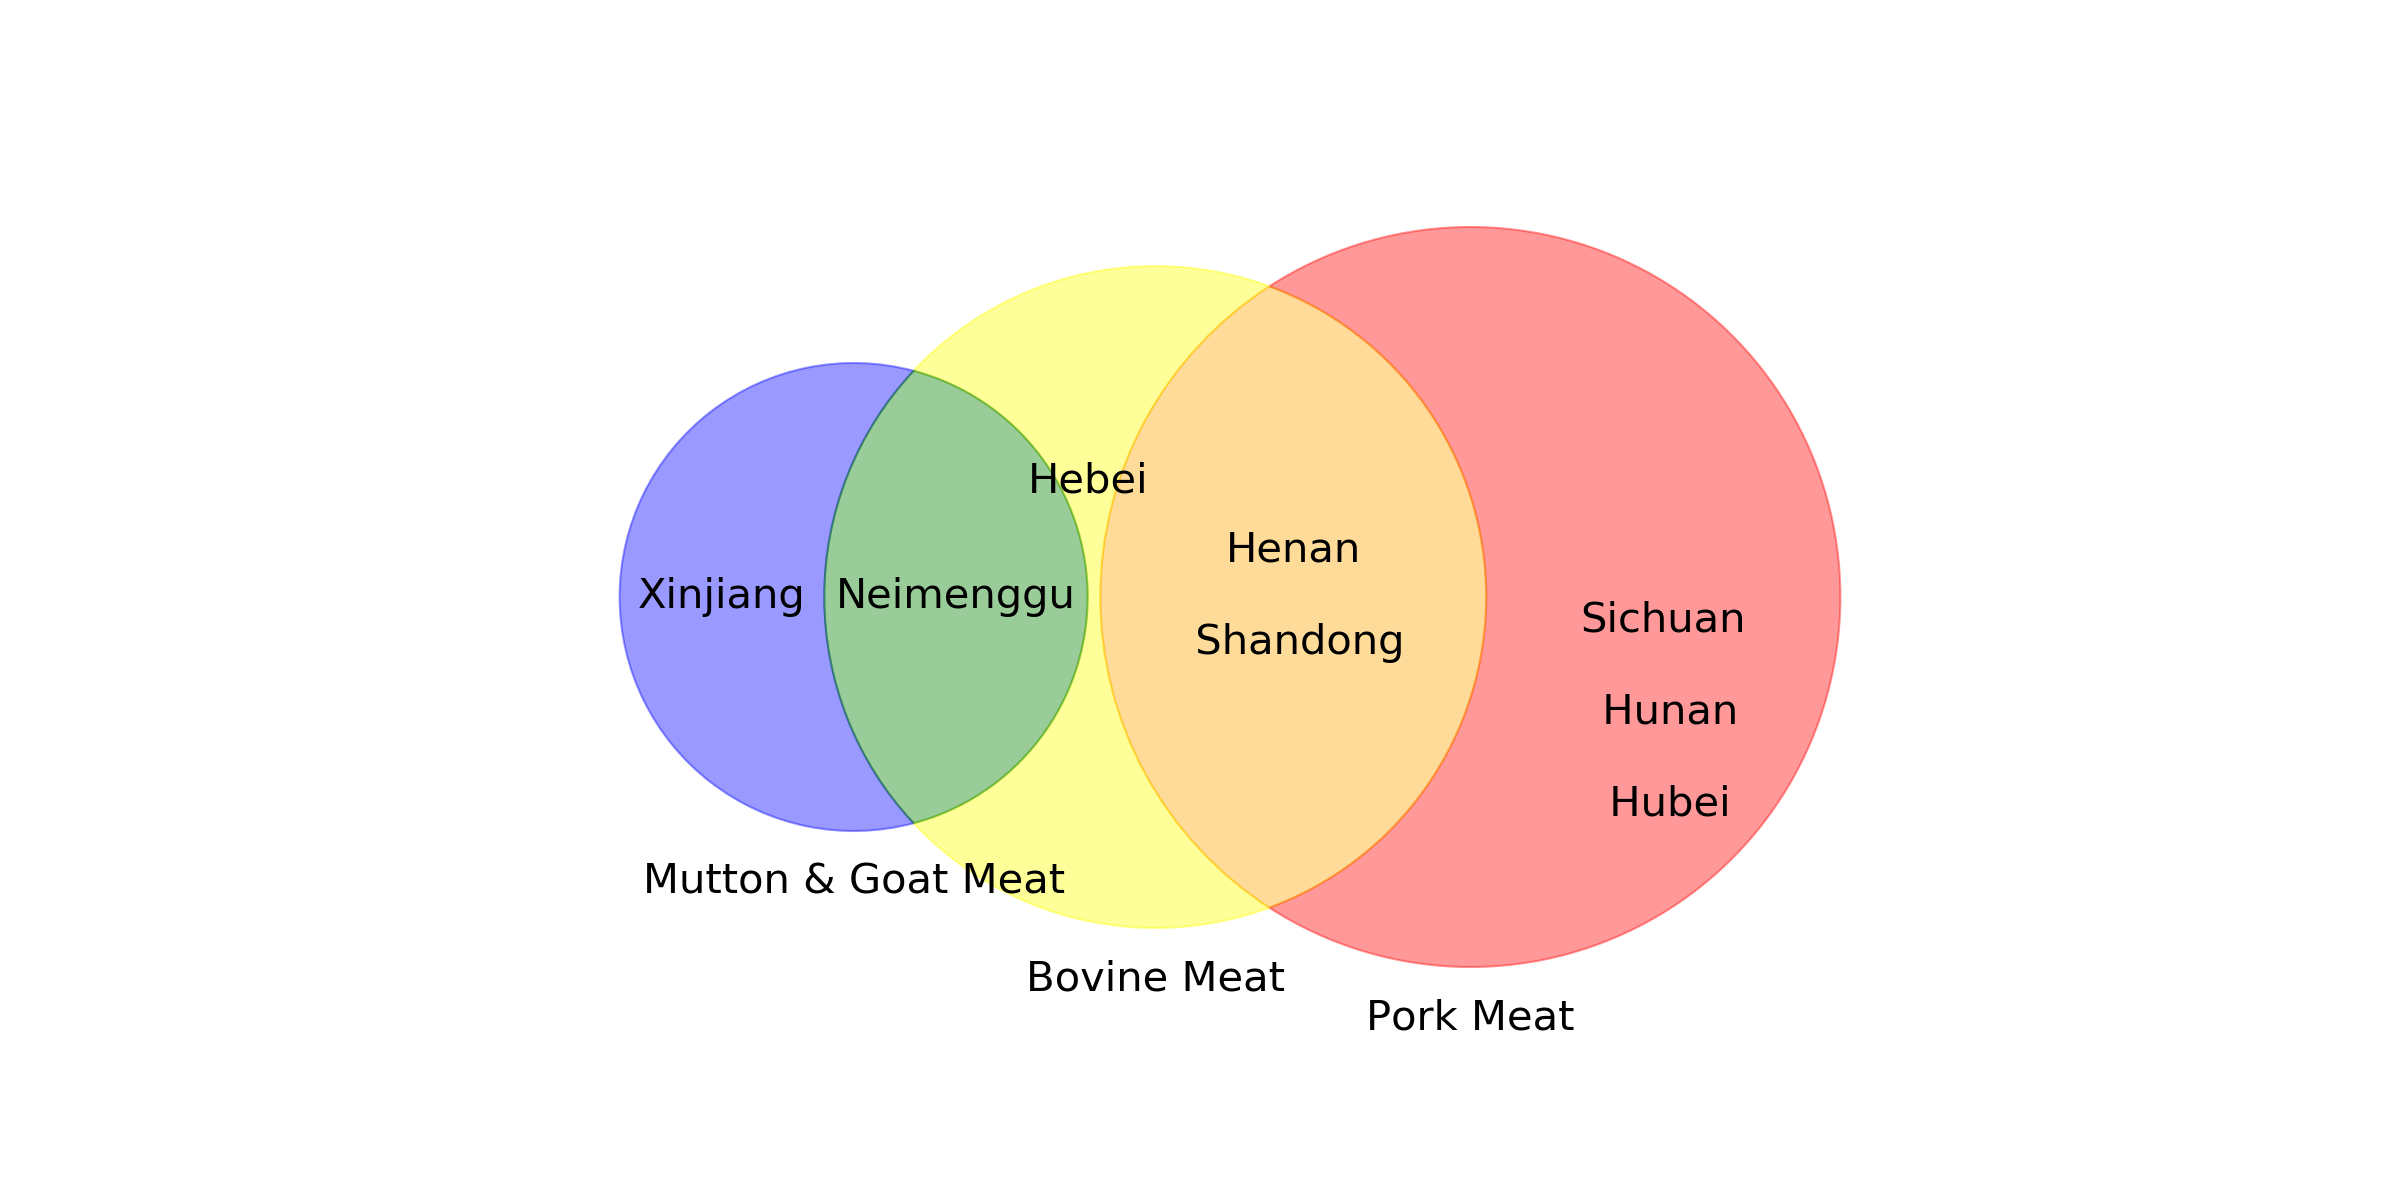 Hebei
Henan
Xinjiang
Neimenggu
Shandong
Sichuan
Hunan
Hubei
Mutton & Goat Meat
Bovine Meat
Pork Meat